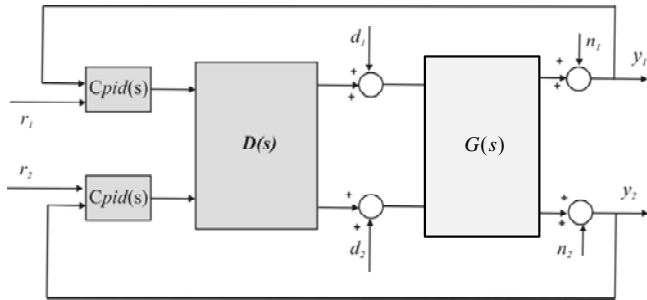 d₁
n₁
+
+
+
+
y₁
Cpid(s)
r₁
D(s)
G(s)
r₂
Cpid(s)
+
+
+
+
y₂
d₂
n₂